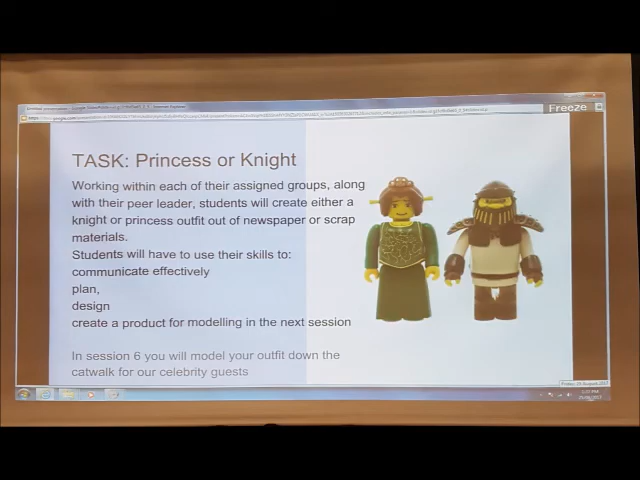 Freeze
TASK: Princess or Knight
Working within each of their assigned groups, along
with their peer leader, students will create either a
knight or princess outfit out of newspaper or scrap
materials.
Students will have to use their skills to:
communicate effectively
plan,
design
create a product for modelling in the next session
In session 6 you will model your outfit down the
catwalk for our celebrity guests